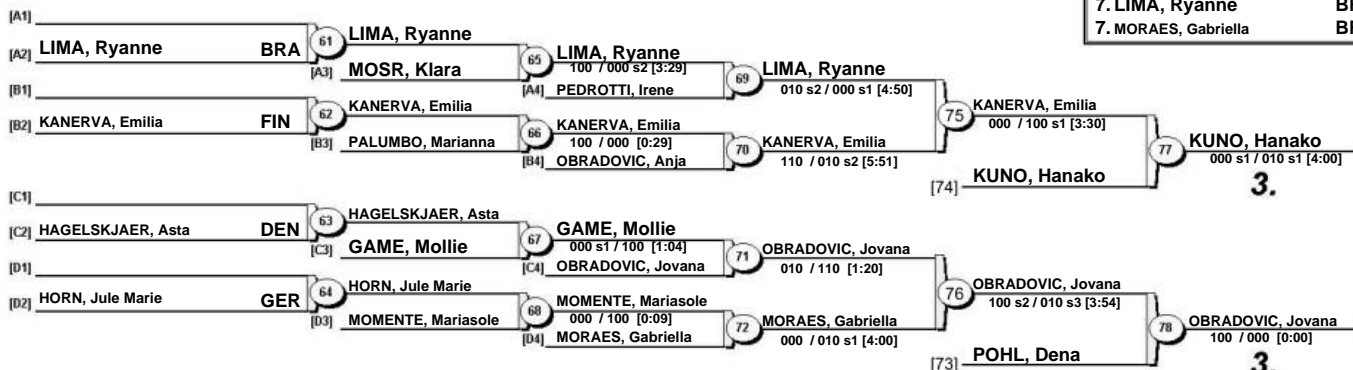 7. LIMA, Ryanne
7. MORAES, Gabriella
[A1]
[A2] LIMA, Ryanne BRA
61
LIMA, Ryanne
[A3] MOSR, Klara
65
LIMA, Ryanne
100 / 000 s2 [3:29]
[A4] PEDROTTI, Irene
69
LIMA, Ryanne
010 s2 / 000 s1 [4:50]
[B1]
[B2] KANERVA, Emilia FIN
62
KANERVA, Emilia
[B3] PALUMBO, Marianna
66
KANERVA, Emilia
100 / 000 [0:29]
[B4] OBRADOVIC, Anja
70
KANERVA, Emilia
110 / 010 s2 [5:51]
75
KANERVA, Emilia
000 / 100 s1 [3:30]
[74] KUNO, Hanako
77
KUNO, Hanako
000 s1 / 010 s1 [4:00]
3.
[C1]
[C2] HAGELSKJAER, Asta DEN
63
HAGELSKJAER, Asta
[C3] GAME, Mollie
67
GAME, Mollie
000 s1 / 100 [1:04]
[C4] OBRADOVIC, Jovana
71
OBRADOVIC, Jovana
010 / 110 [1:20]
[D1]
[D2] HORN, Jule Marie GER
64
HORN, Jule Marie
[D3] MOMENTE, Mariasole
68
MOMENTE, Mariasole
000 / 100 [0:09]
[D4] MORAES, Gabriella
72
MORAES, Gabriella
000 / 010 s1 [4:00]
76
OBRADOVIC, Jovana
100 s2 / 010 s3 [3:54]
[73] POHL, Dena
78
OBRADOVIC, Jovana
100 / 000 [0:00]
3.